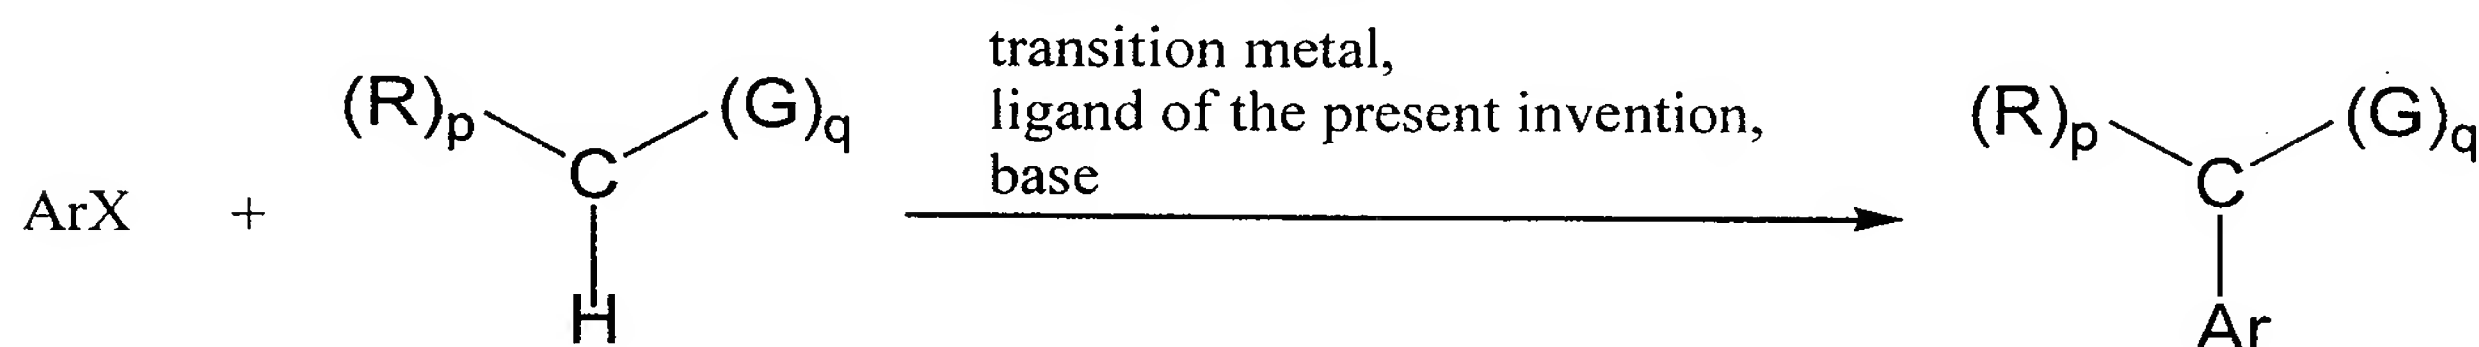 transition metal,
ligand of the present invention,
base
ArX + (R)p C (G)q H
(R)p C (G)q Ar